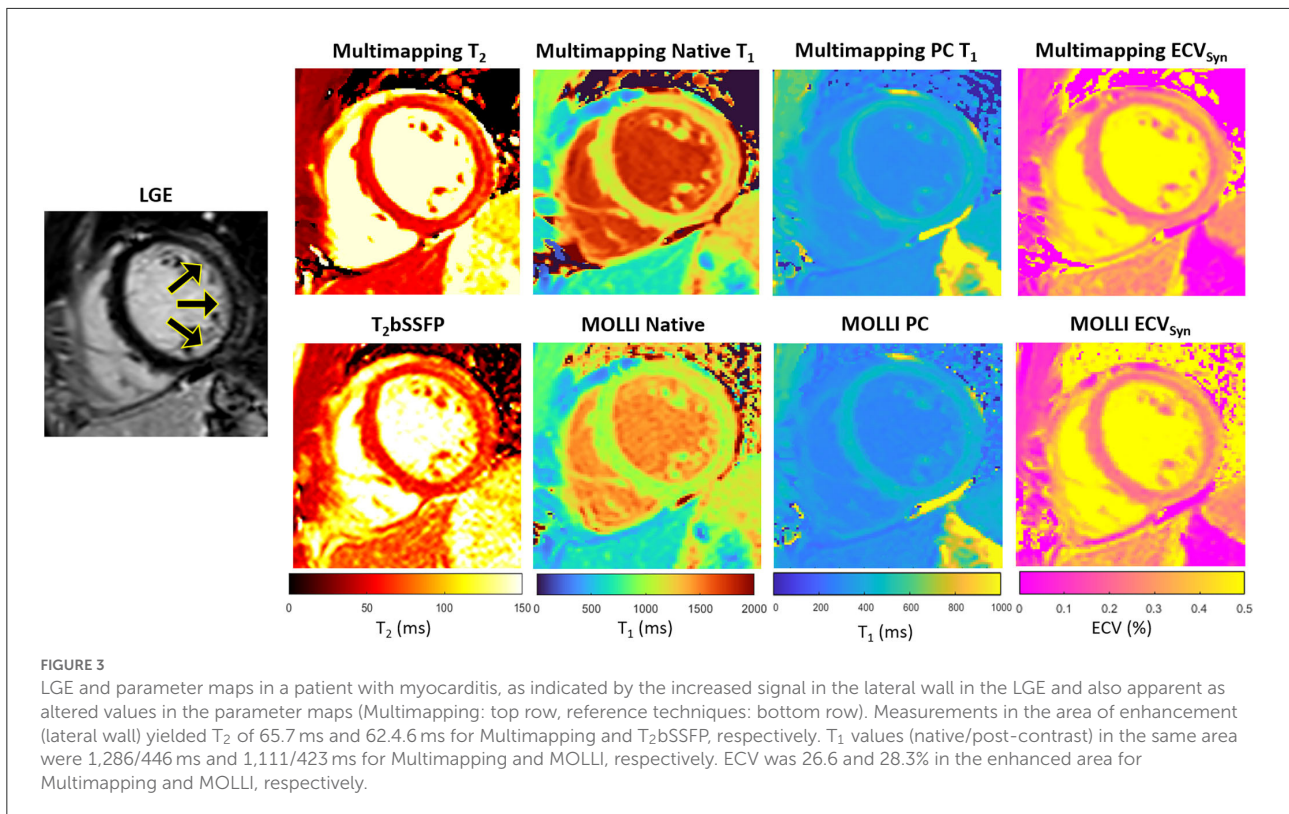 Multimapping T₂
Multimapping Native T₁
Multimapping PC T₁
Multimapping ECV_Syn
LGE
T₂bSSFP
MOLLI Native
MOLLI PC
MOLLI ECV_Syn
0 50 100 150
T₂ (ms)
0 500 1000 1500 2000
T₁ (ms)
0 200 400 600 800 1000
T₁ (ms)
0 0.1 0.2 0.3 0.4 0.5
ECV (%)
FIGURE 3
LGE and parameter maps in a patient with myocarditis, as indicated by the increased signal in the lateral wall in the LGE and also apparent as
altered values in the parameter maps (Multimapping: top row, reference techniques: bottom row). Measurements in the area of enhancement
(lateral wall) yielded T₂ of 65.7 ms and 62.4.6 ms for Multimapping and T₂bSSFP, respectively. T₁ values (native/post-contrast) in the same area
were 1,286/446 ms and 1,111/423 ms for Multimapping and MOLLI, respectively. ECV was 26.6 and 28.3% in the enhanced area for
Multimapping and MOLLI, respectively.